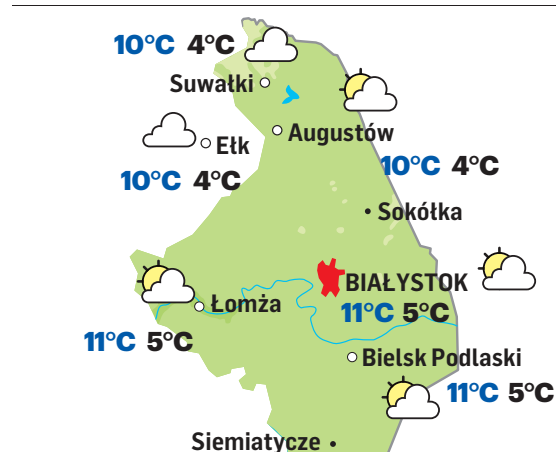 10°C 4°C
Suwałki
Augustów
Ełk
10°C 4°C
10°C 4°C
Sokółka
BIAŁYSTOK
Łomża
11°C 5°C
11°C 5°C
Bielsk Podlaski
11°C 5°C
Siemiatycze